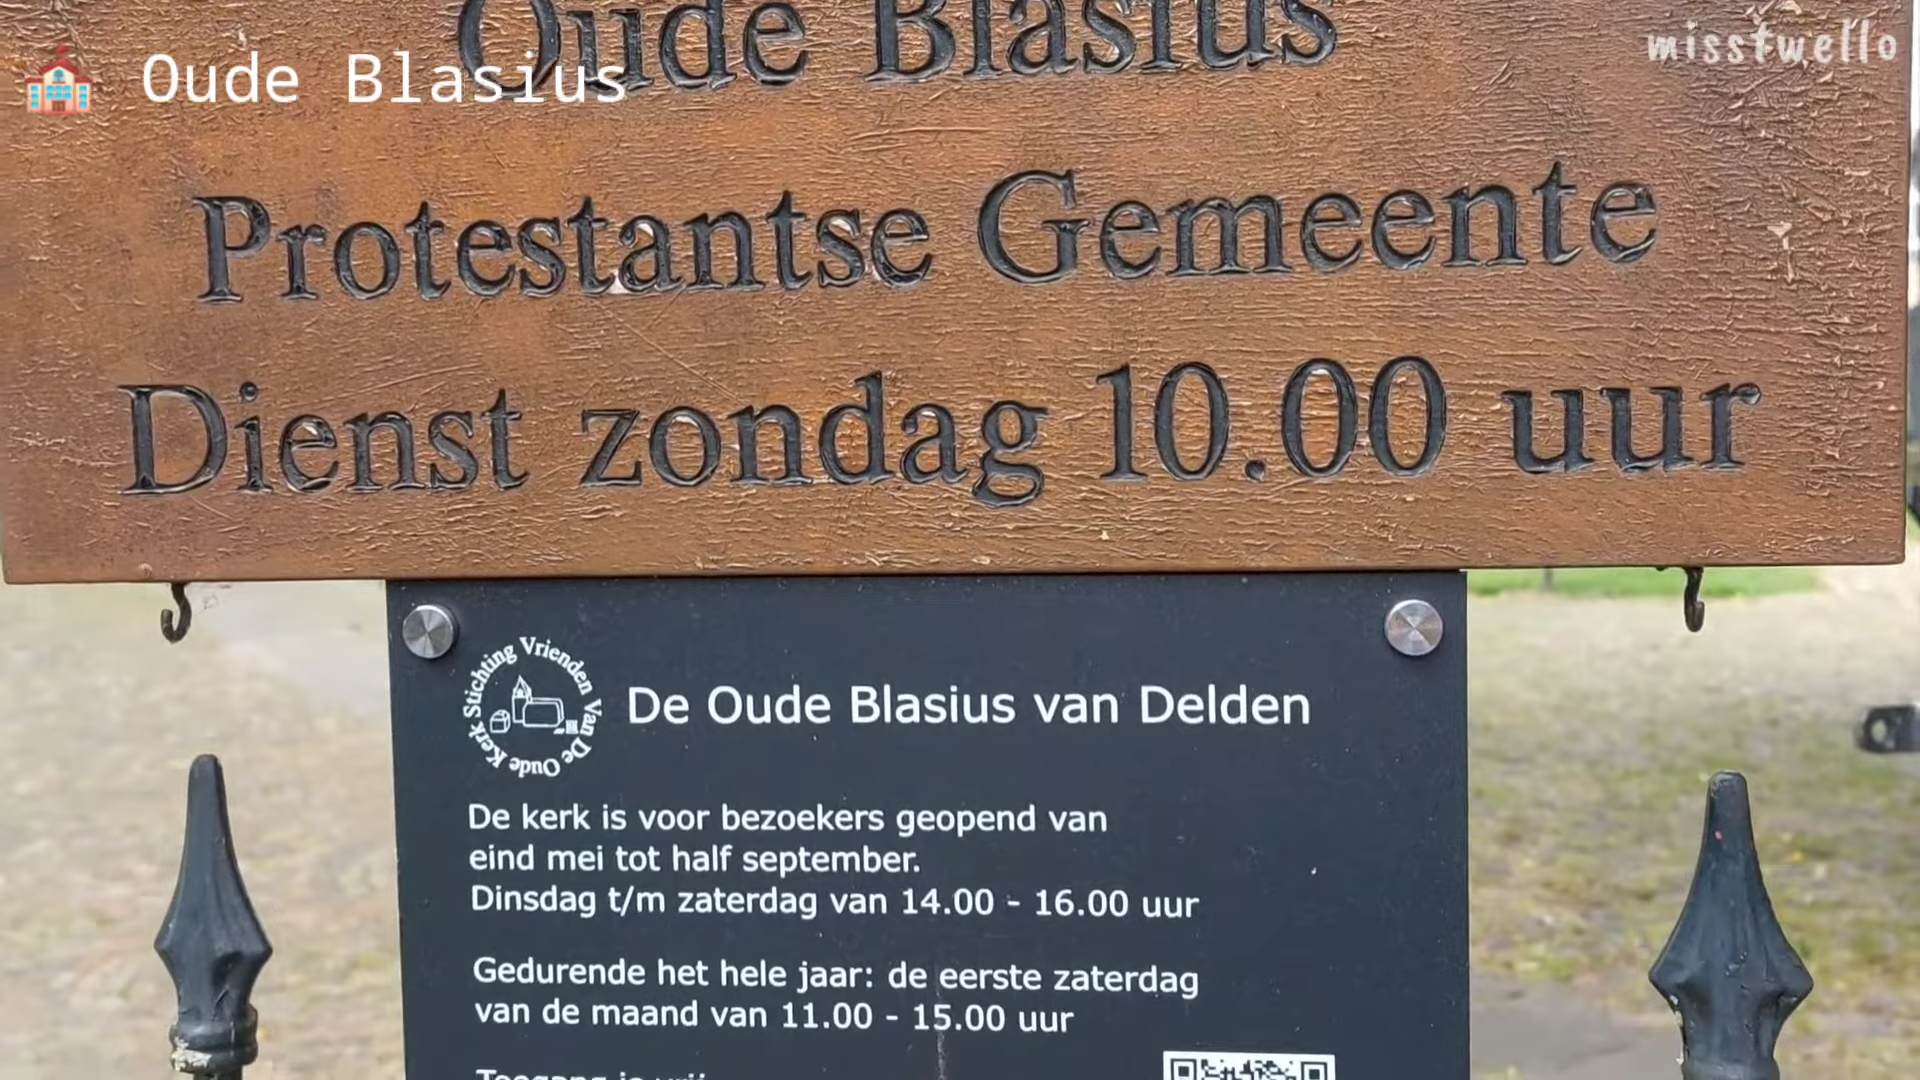 Oude Blasius
misstwello
Oude Blasius
Protestantse Gemeente
Dienst zondag 10.00 uur
Stichting Vrienden Van De Oude Kerk
De Oude Blasius van Delden
De kerk is voor bezoekers geopend van
eind mei tot half september.
Dinsdag t/m zaterdag van 14.00 - 16.00 uur
Gedurende het hele jaar: de eerste zaterdag
van de maand van 11.00 - 15.00 uur
Toegang is vrij